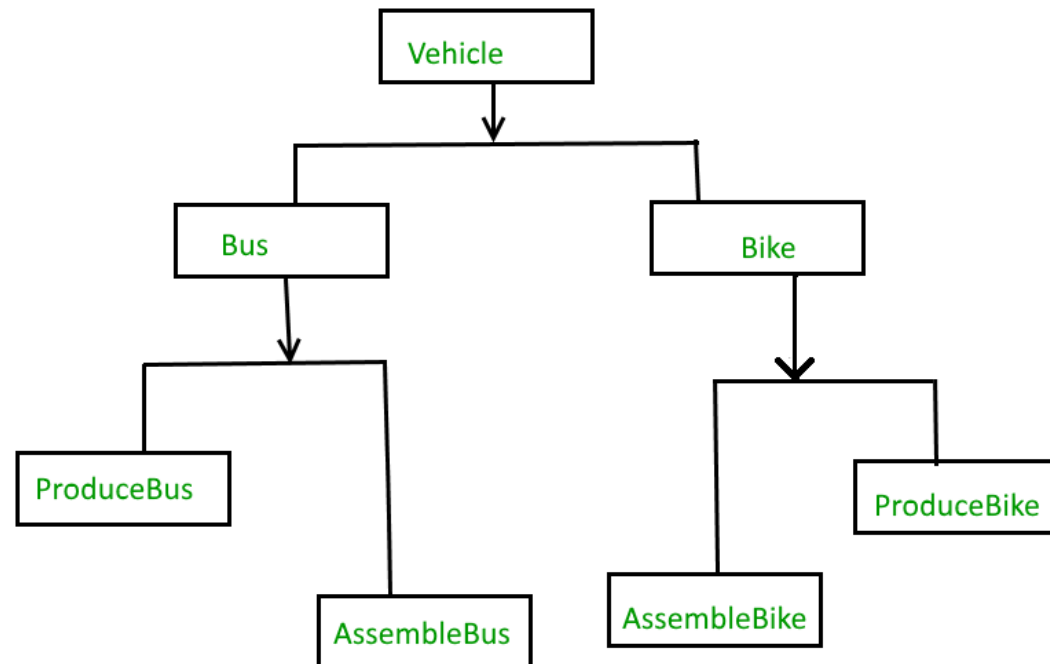 Vehicle
Bus
Bike
ProduceBus
ProduceBike
AssembleBus
AssembleBike